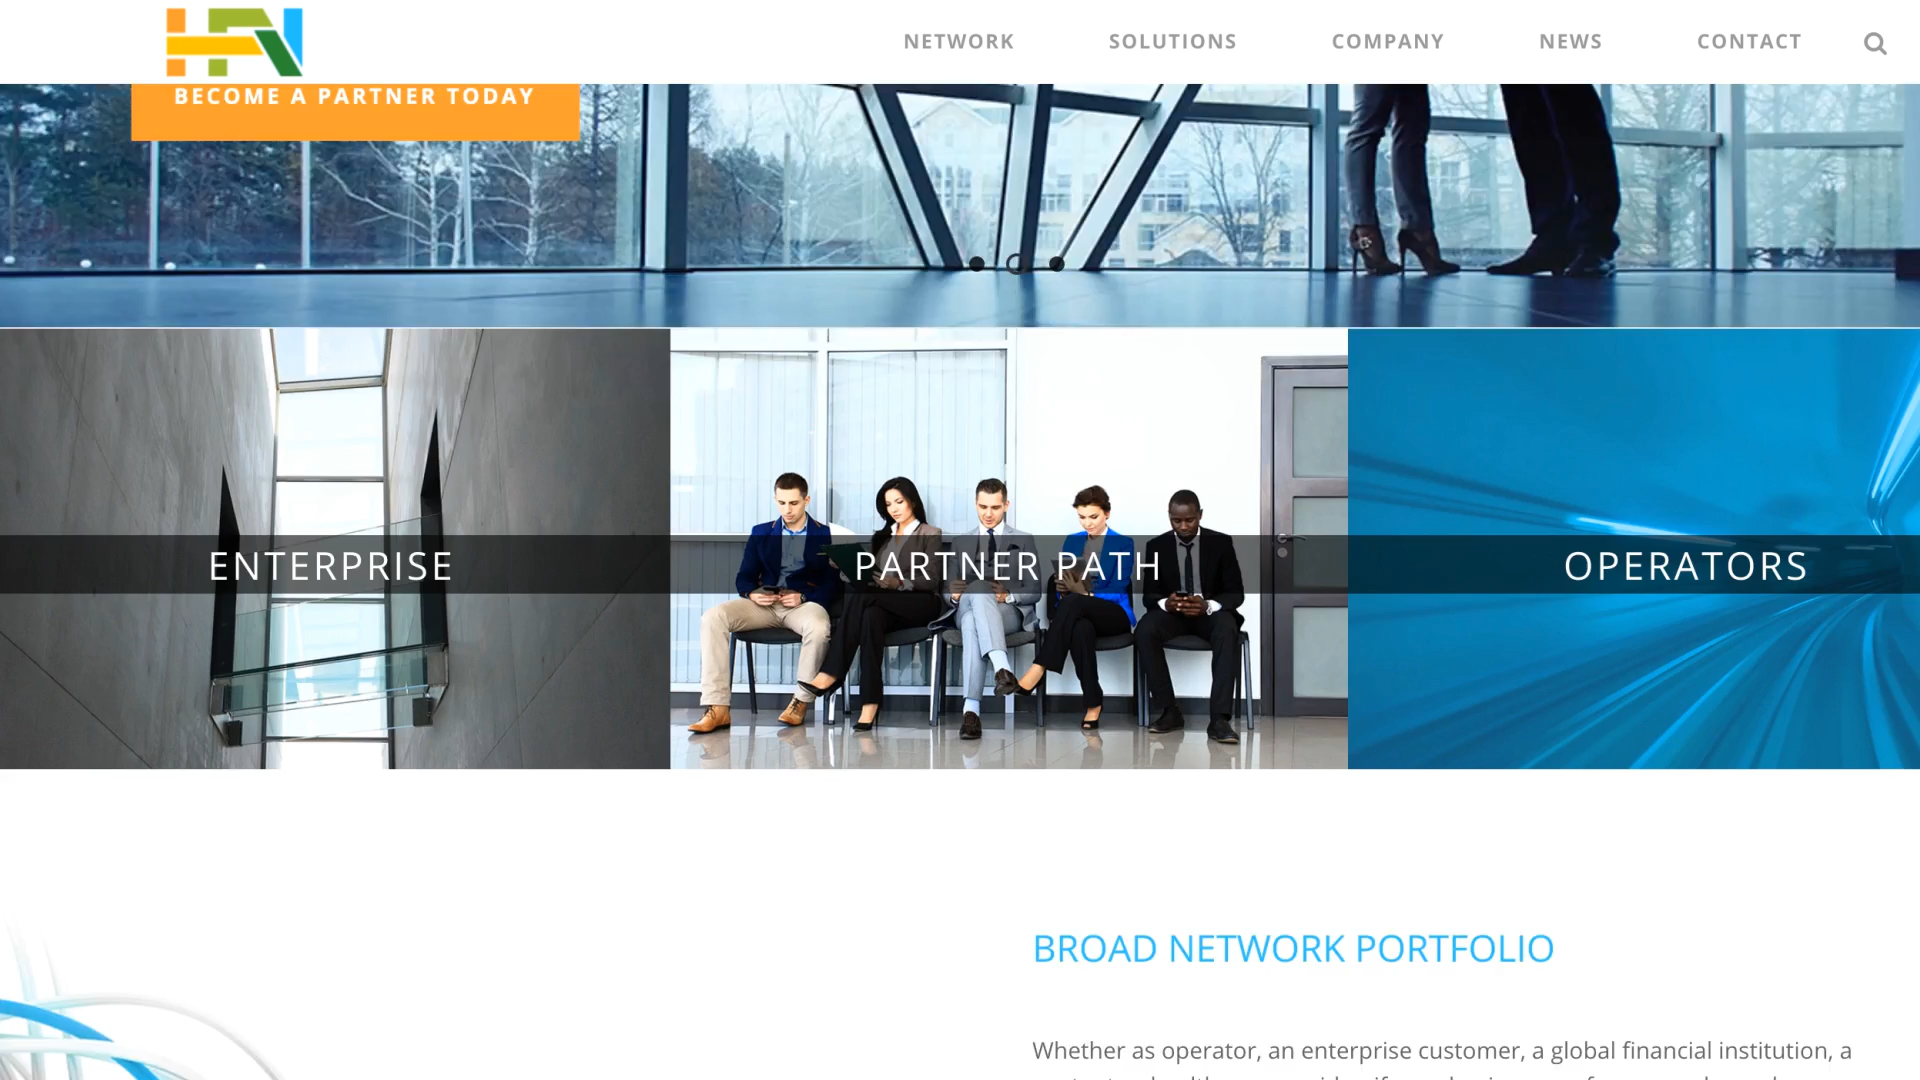 NETWORK SOLUTIONS COMPANY NEWS CONTACT
BECOME A PARTNER TODAY
ENTERPRISE
PARTNER PATH
OPERATORS
BROAD NETWORK PORTFOLIO
Whether as operator, an enterprise customer, a global financial institution, a